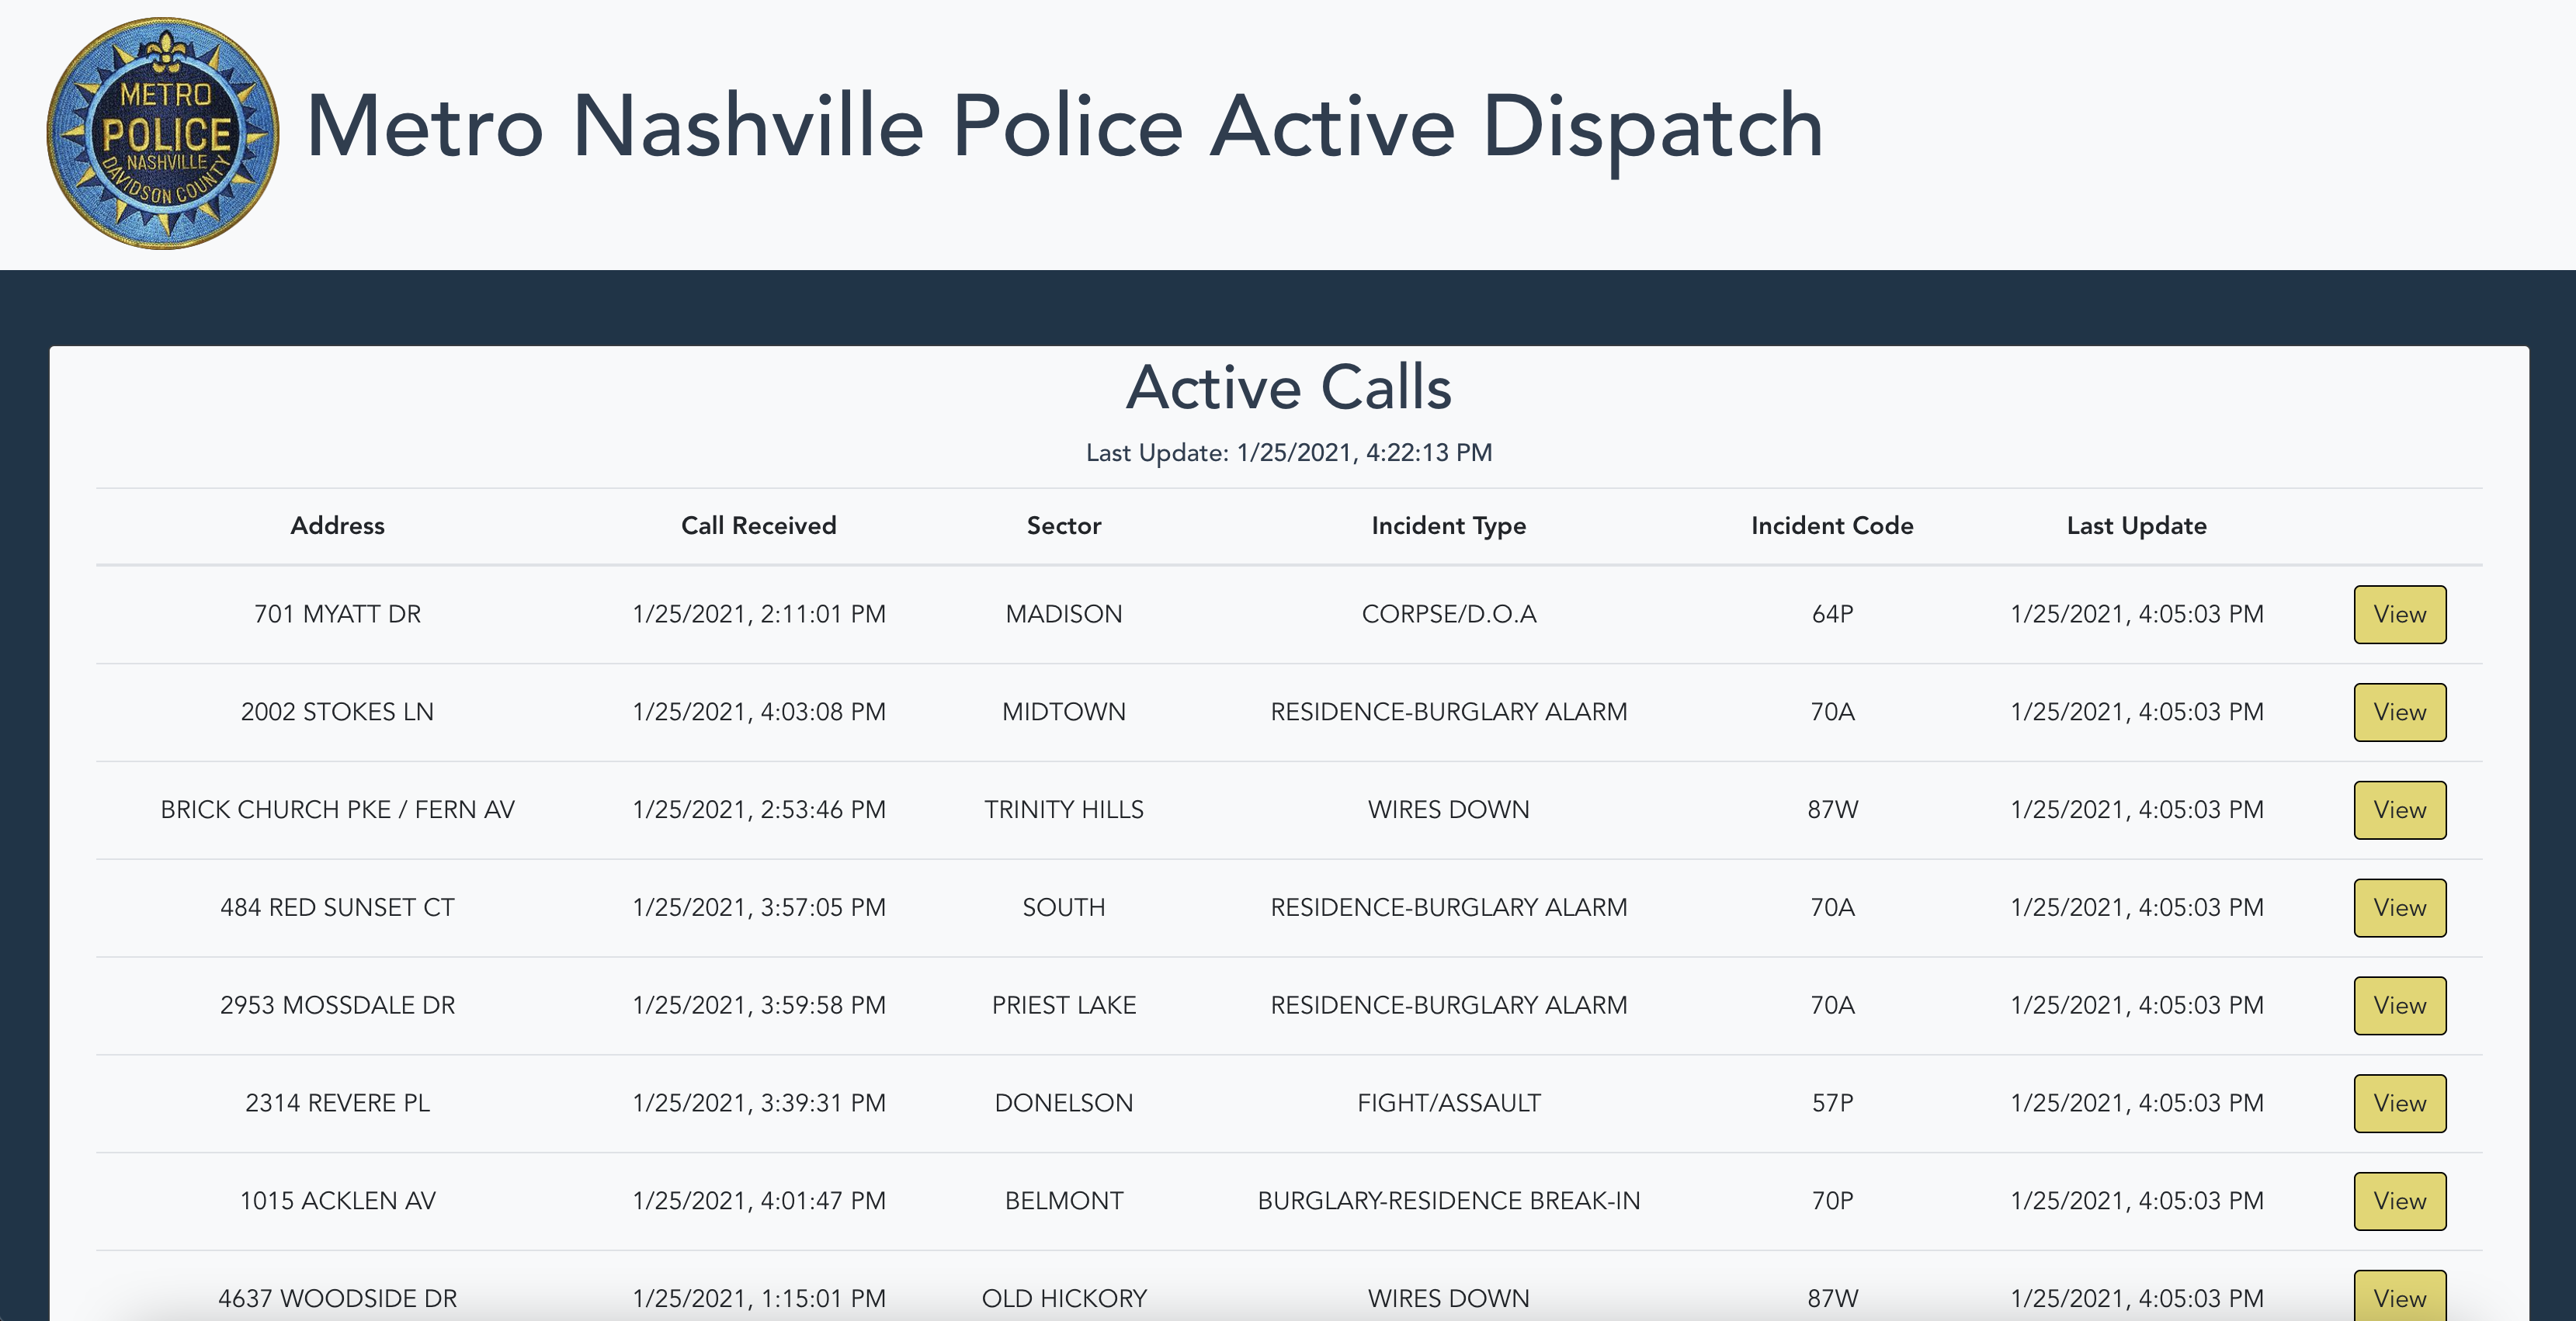 METRO
POLICE
NASHVILLE
DAVIDSON COUNTY
Metro Nashville Police Active Dispatch
Active Calls
Last Update: 1/25/2021, 4:22:13 PM
Address Call Received Sector Incident Type Incident Code Last Update
701 MYATT DR 1/25/2021, 2:11:01 PM MADISON CORPSE/D.O.A 64P 1/25/2021, 4:05:03 PM View
2002 STOKES LN 1/25/2021, 4:03:08 PM MIDTOWN RESIDENCE-BURGLARY ALARM 70A 1/25/2021, 4:05:03 PM View
BRICK CHURCH PKE / FERN AV 1/25/2021, 2:53:46 PM TRINITY HILLS WIRES DOWN 87W 1/25/2021, 4:05:03 PM View
484 RED SUNSET CT 1/25/2021, 3:57:05 PM SOUTH RESIDENCE-BURGLARY ALARM 70A 1/25/2021, 4:05:03 PM View
2953 MOSSDALE DR 1/25/2021, 3:59:58 PM PRIEST LAKE RESIDENCE-BURGLARY ALARM 70A 1/25/2021, 4:05:03 PM View
2314 REVERE PL 1/25/2021, 3:39:31 PM DONELSON FIGHT/ASSAULT 57P 1/25/2021, 4:05:03 PM View
1015 ACKLEN AV 1/25/2021, 4:01:47 PM BELMONT BURGLARY-RESIDENCE BREAK-IN 70P 1/25/2021, 4:05:03 PM View
4637 WOODSIDE DR 1/25/2021, 1:15:01 PM OLD HICKORY WIRES DOWN 87W 1/25/2021, 4:05:03 PM View